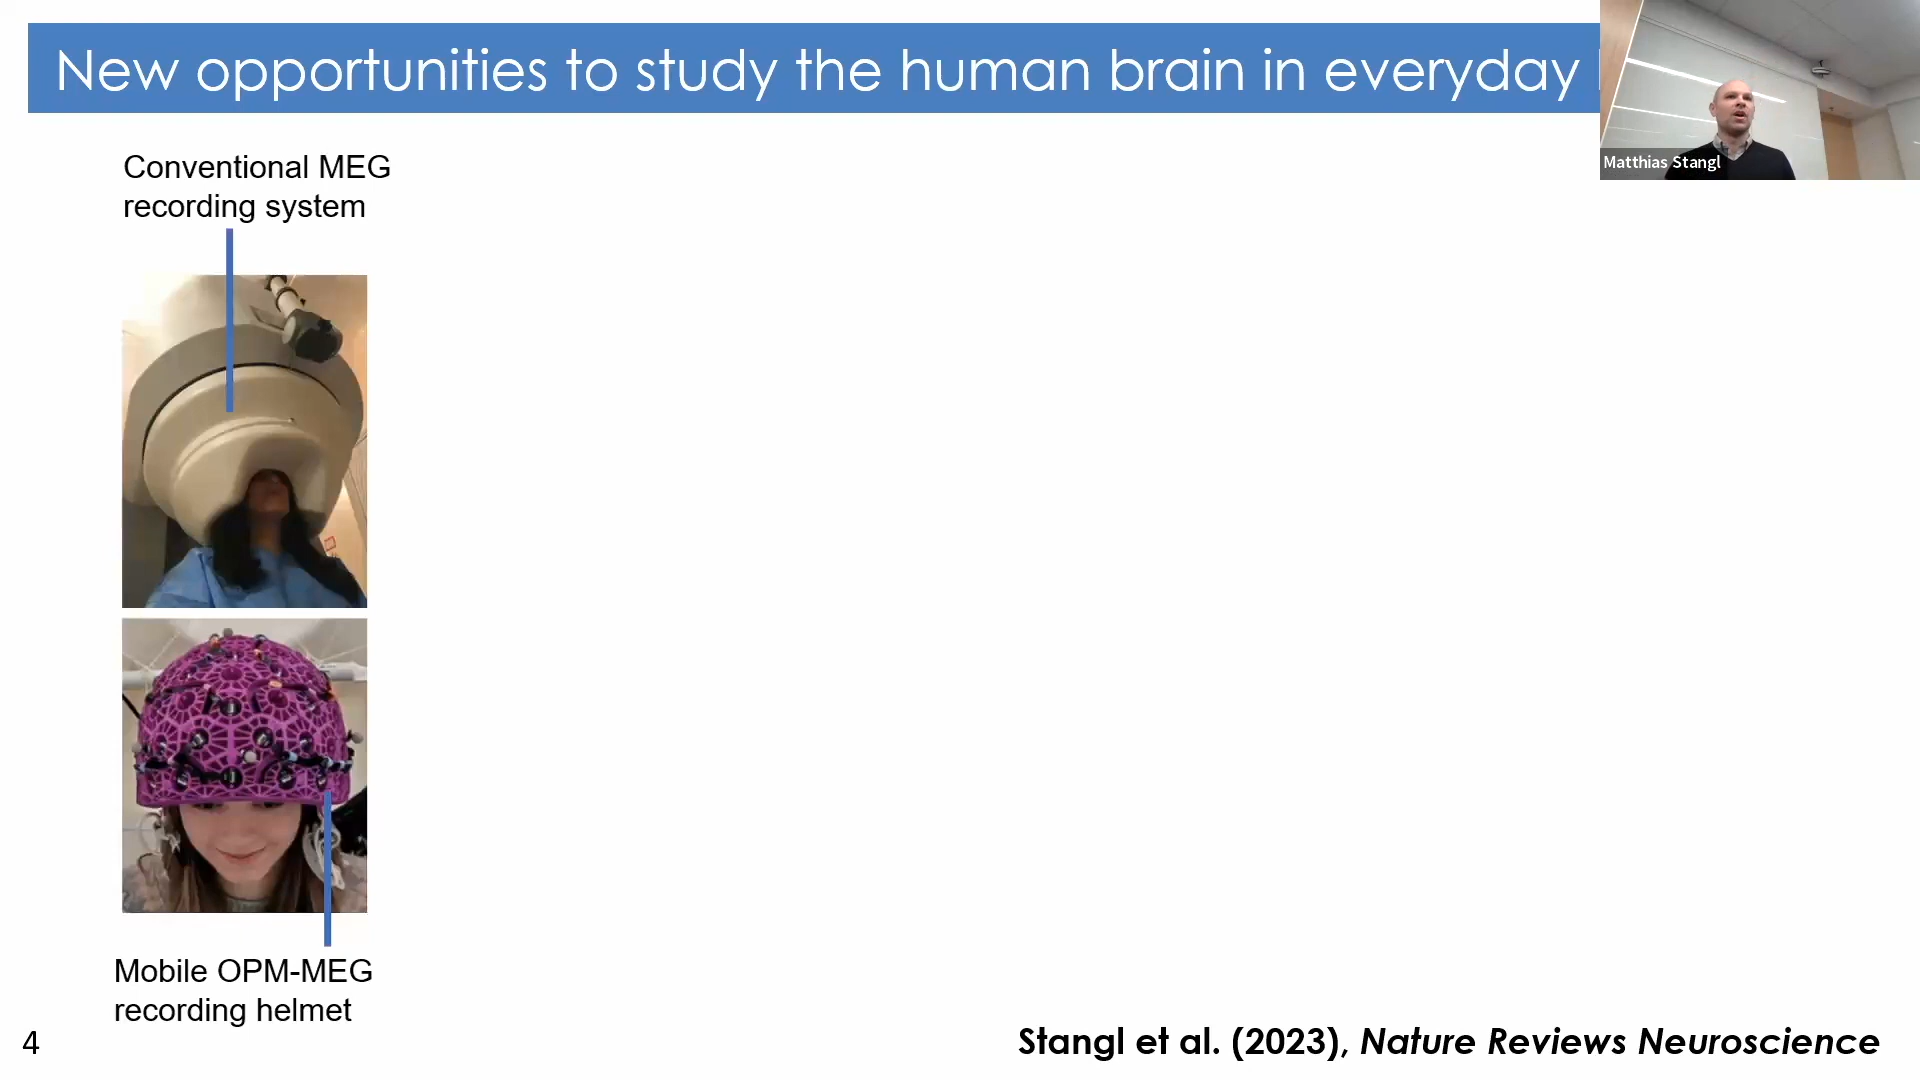 New opportunities to study the human brain in everyday
Matthias Stangl
Conventional MEG
recording system
Mobile OPM-MEG
recording helmet
4
Stangl et al. (2023), Nature Reviews Neuroscience